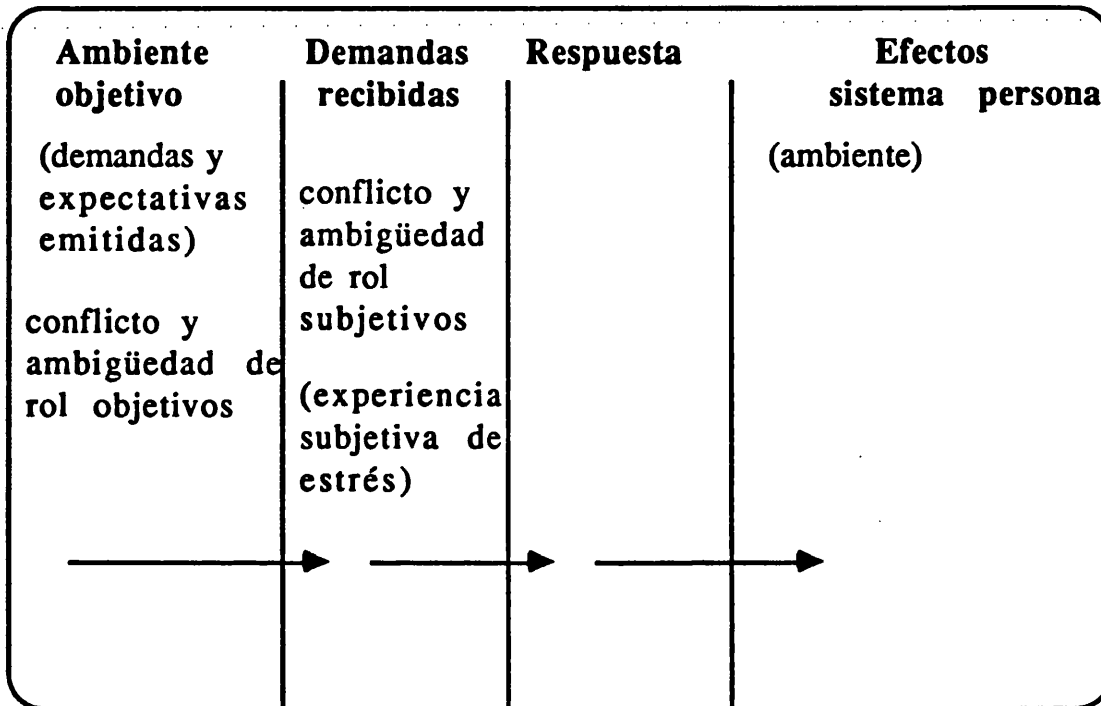 Ambiente
objetivo
(demandas y
expectativas
emitidas)
conflicto y
ambigüedad de
rol objetivos
Demandas
recibidas
conflicto y
ambigüedad
de rol
subjetivos
(experiencia
subjetiva de
estrés)
Respuesta
Efectos
sistema persona
(ambiente)